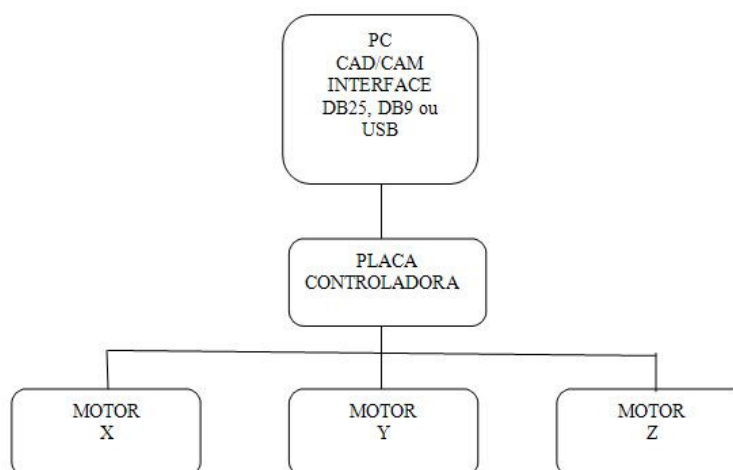 PC
CAD/CAM
INTERFACE
DB25, DB9 ou
USB
PLACA
CONTROLADORA
MOTOR
X
MOTOR
Y
MOTOR
Z